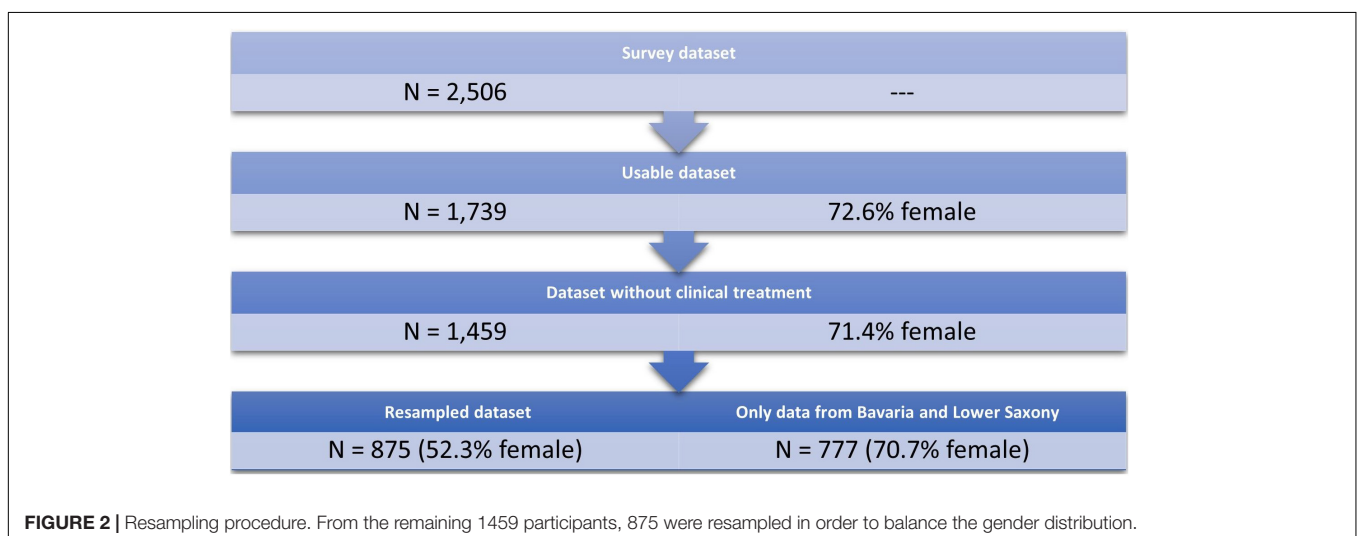 Survey dataset
N = 2,506 ---
Usable dataset
N = 1,739 72.6% female
Dataset without clinical treatment
N = 1,459 71.4% female
Resampled dataset Only data from Bavaria and Lower Saxony
N = 875 (52.3% female) N = 777 (70.7% female)
FIGURE 2 | Resampling procedure. From the remaining 1459 participants, 875 were resampled in order to balance the gender distribution.